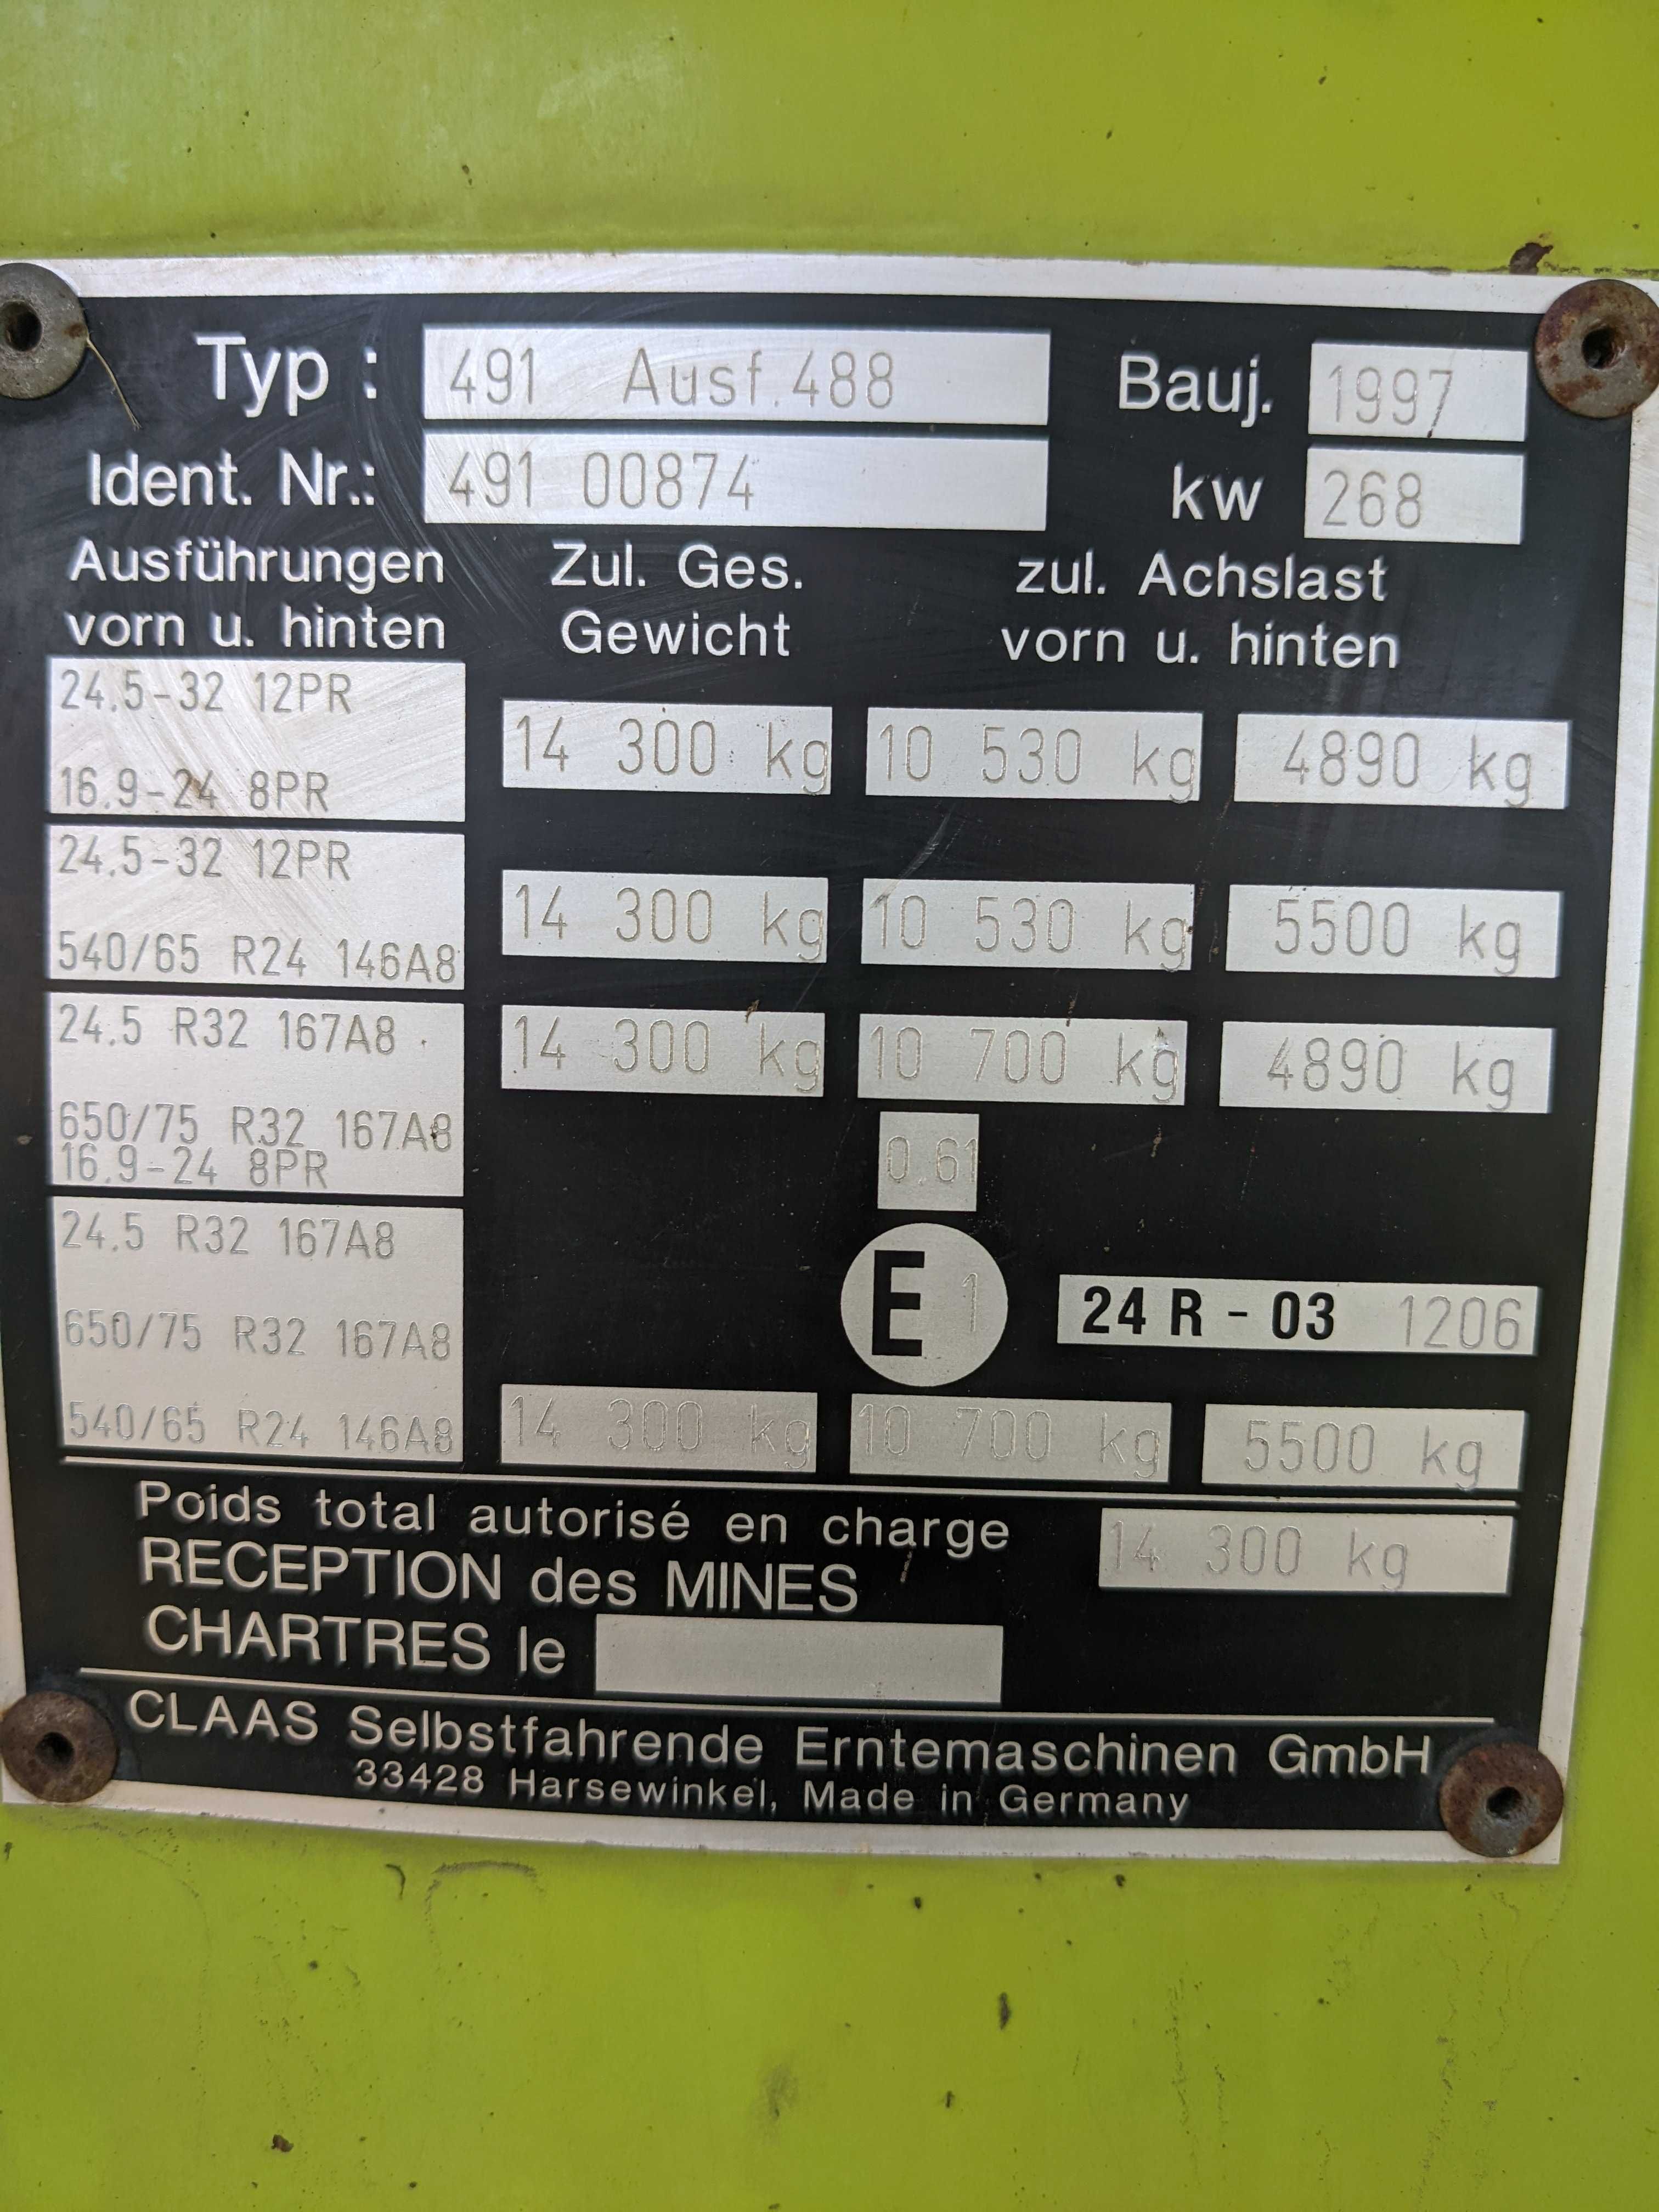 Typ : 491 Ausf.488 Bauj. 1997
Ident. Nr.: 491 00874 kw 268
Ausführungen Zul. Ges. zul. Achslast
vorn u. hinten Gewicht vorn u. hinten
24.5-32 12PR
14 300 kg 10 530 kg 4890 kg
16.9-24 8PR
24.5-32 12PR
14 300 kg 10 530 kg 5500 kg
540/65 R24 146A8
24.5 R32 167A8
14 300 kg 10 700 kg 4890 kg
650/75 R32 167A8
16.9-24 8PR
0.61
24.5 R32 167A8
E 1 24 R - 03 1206
650/75 R32 167A8
540/65 R24 146A8 14 300 kg 10 700 kg 5500 kg
Poids total autorisé en charge 14 300 kg
RECEPTION des MINES
CHARTRES le
CLAAS Selbstfahrende Erntemaschinen GmbH
33428 Harsewinkel, Made in Germany